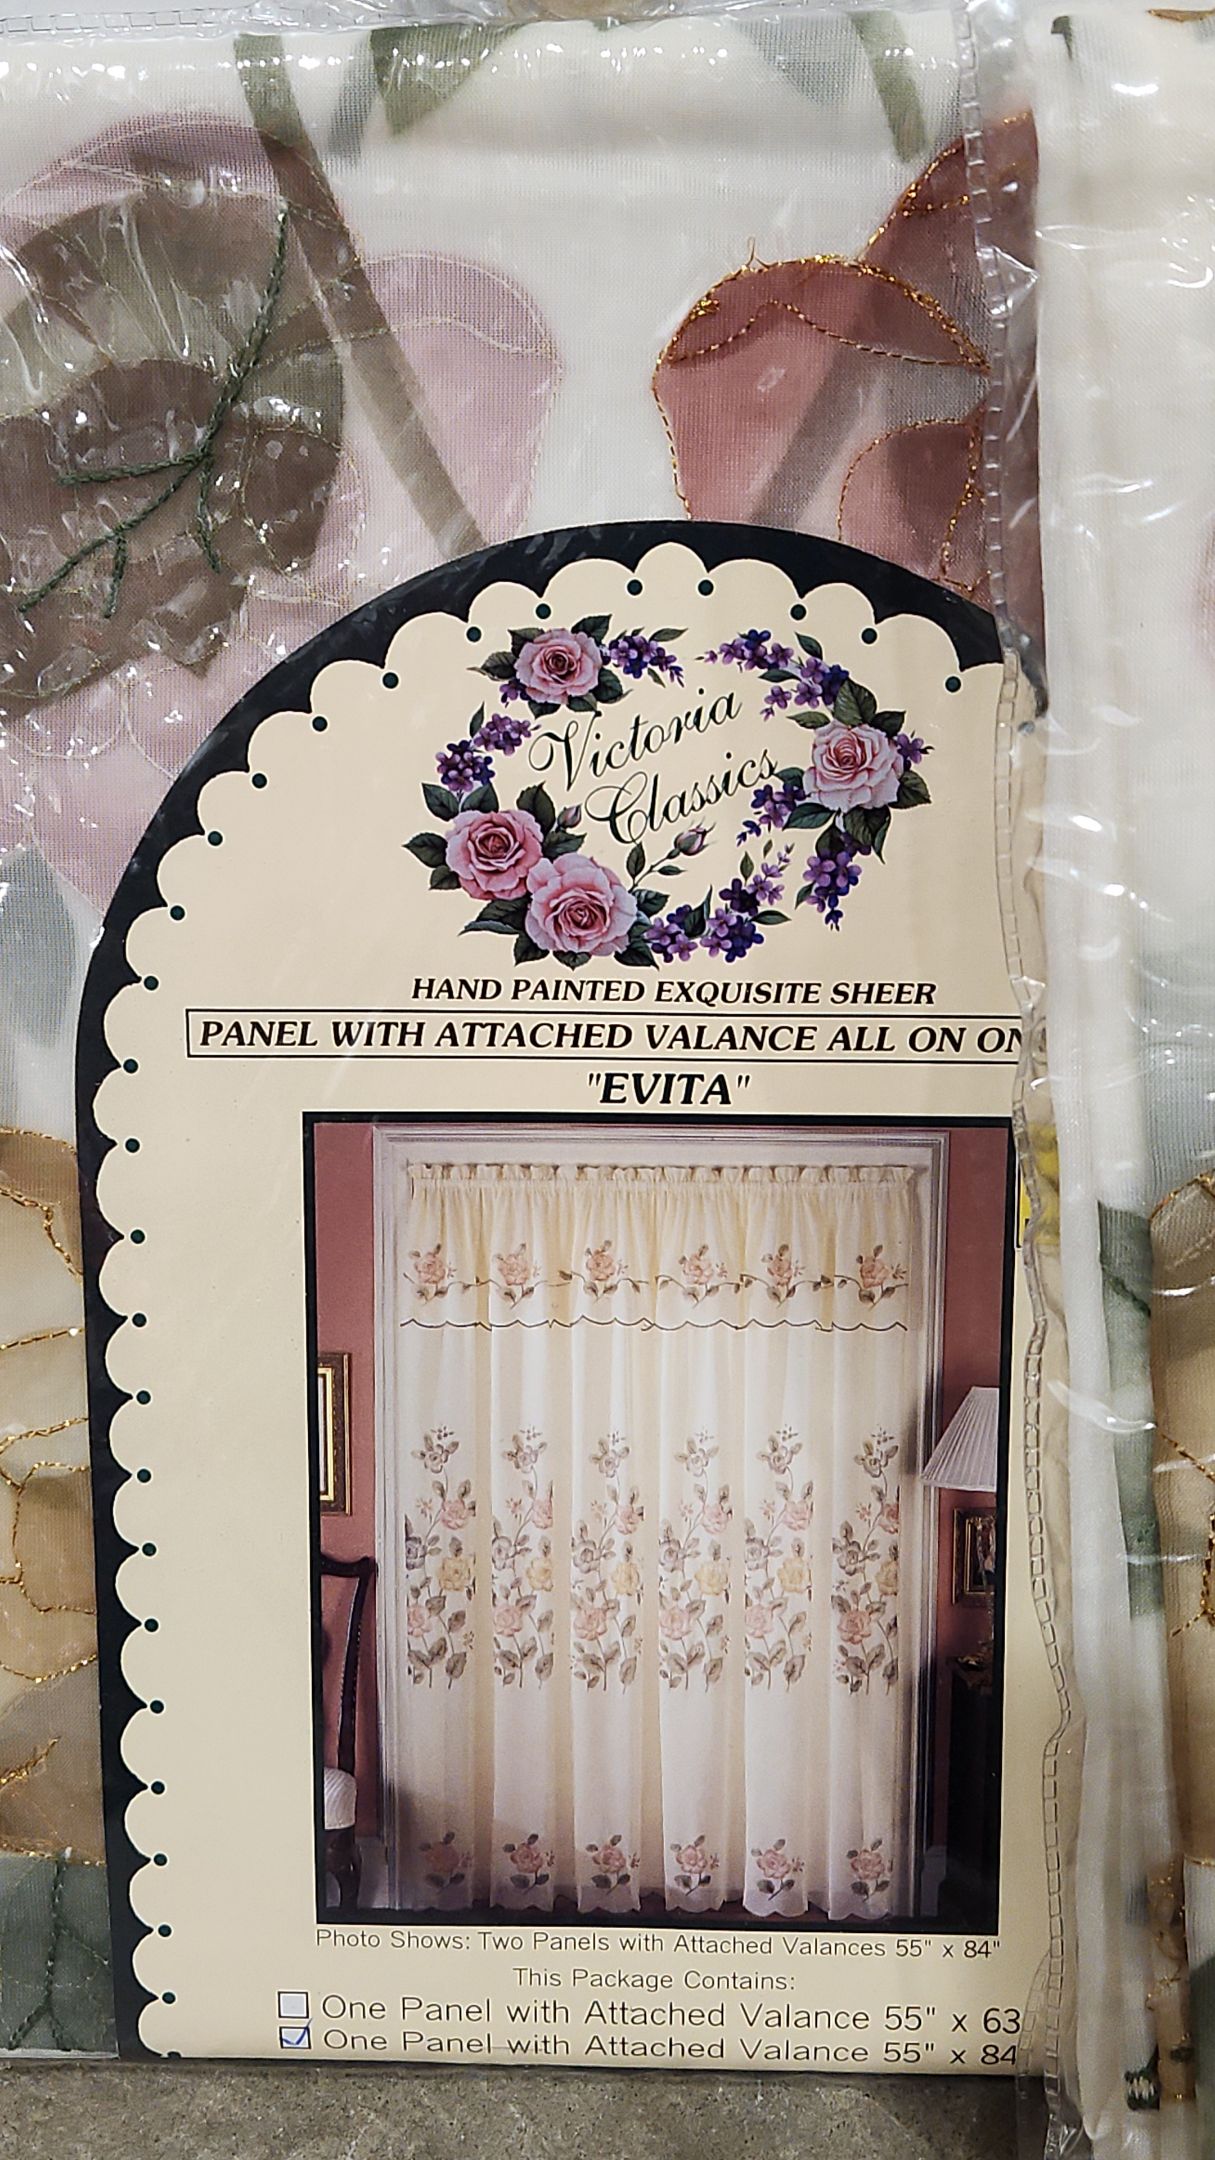 Victoria
Classics
HAND PAINTED EXQUISITE SHEER
PANEL WITH ATTACHED VALANCE ALL ON
"EVITA"
Photo Shows: Two Panels with Attached Valances 55" x 84"
This Package Contains:
One Panel with Attached Valance 55" x 63
One Panel with Attached Valance 55" x 84